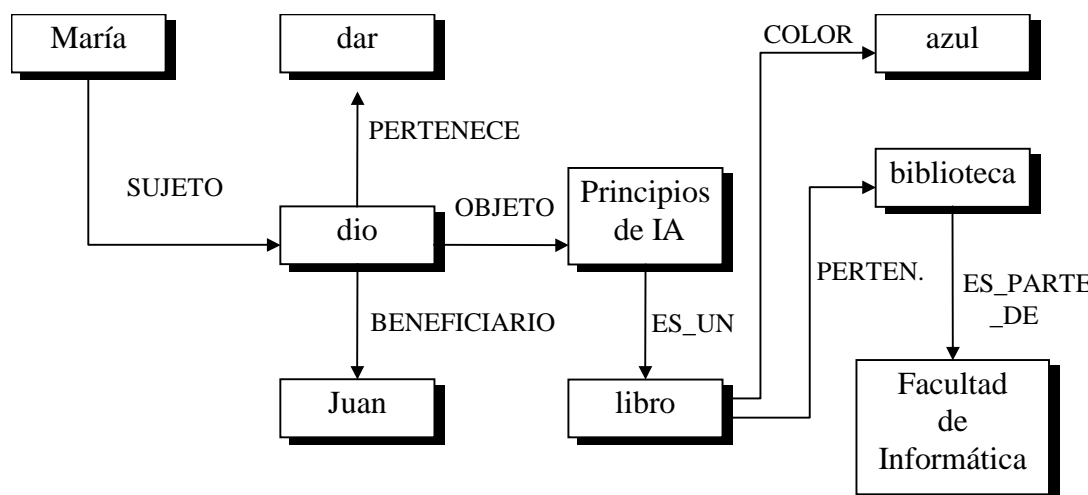 María
dar
COLOR
azul
PERTENECE
SUJETO
dio
OBJETO
Principios
de IA
biblioteca
PERTEN.
ES_PARTE
_DE
BENEFICIARIO
ES_UN
Juan
libro
Facultad
de
Informática